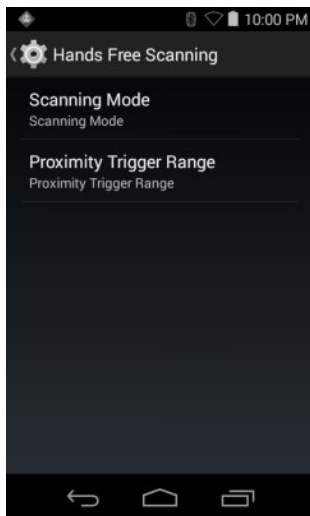 10:00 PM
Hands Free Scanning
Scanning Mode
Scanning Mode
Proximity Trigger Range
Proximity Trigger Range